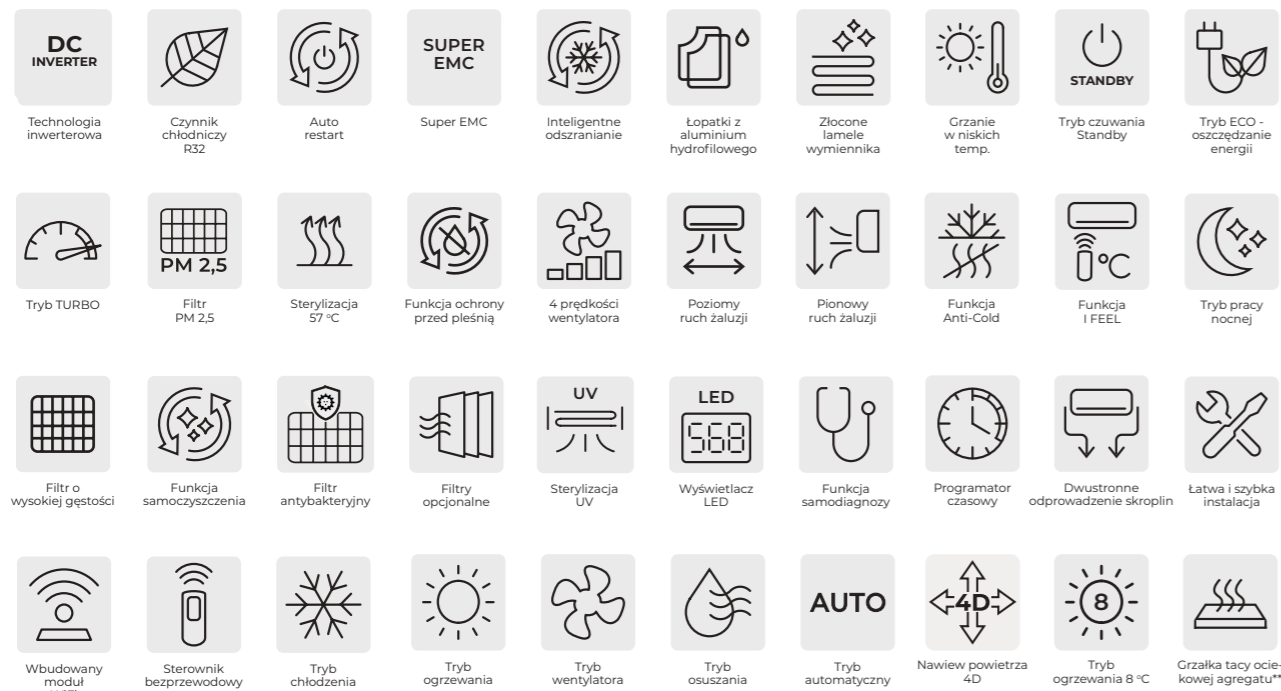 DC
INVERTER
Technologia
inwerterowa
Czynnik
chłodniczy
R32
Auto
restart
SUPER
EMC
Super EMC
Inteligentne
odszranianie
Łopatki z
aluminium
hydrofilowego
Złocone
lamele
wymiennika
Grzanie
w niskich
temp.
STANDBY
Tryb czuwania
Standby
Tryb ECO -
oszczędzanie
energii
Tryb TURBO
PM 2,5
Filtr
PM 2,5
Sterylizacja
57 °C
Funkcja ochrony
przed pleśnią
4 prędkości
wentylatora
Poziomy
ruch żaluzji
Pionowy
ruch żaluzji
Funkcja
Anti-Cold
°C
Funkcja
I FEEL
Tryb pracy
nocnej
Filtr o
wysokiej gęstości
Funkcja
samoczyszczenia
Filtr
antybakteryjny
Filtry
opcjonalne
UV
Sterylizacja
UV
LED
568
Wyświetlacz
LED
Funkcja
samodiagnozy
Programator
czasowy
Dwustronne
odprowadzenie skroplin
Łatwa i szybka
instalacja
Wbudowany
moduł
Sterownik
bezprzewodowy
Tryb
chłodzenia
Tryb
ogrzewania
Tryb
wentylatora
Tryb
osuszania
AUTO
Tryb
automatyczny
4D
Nawiew powietrza
4D
8
Tryb
ogrzewania 8 °C
Grzałka tacy ocie-
kowej agregatu**